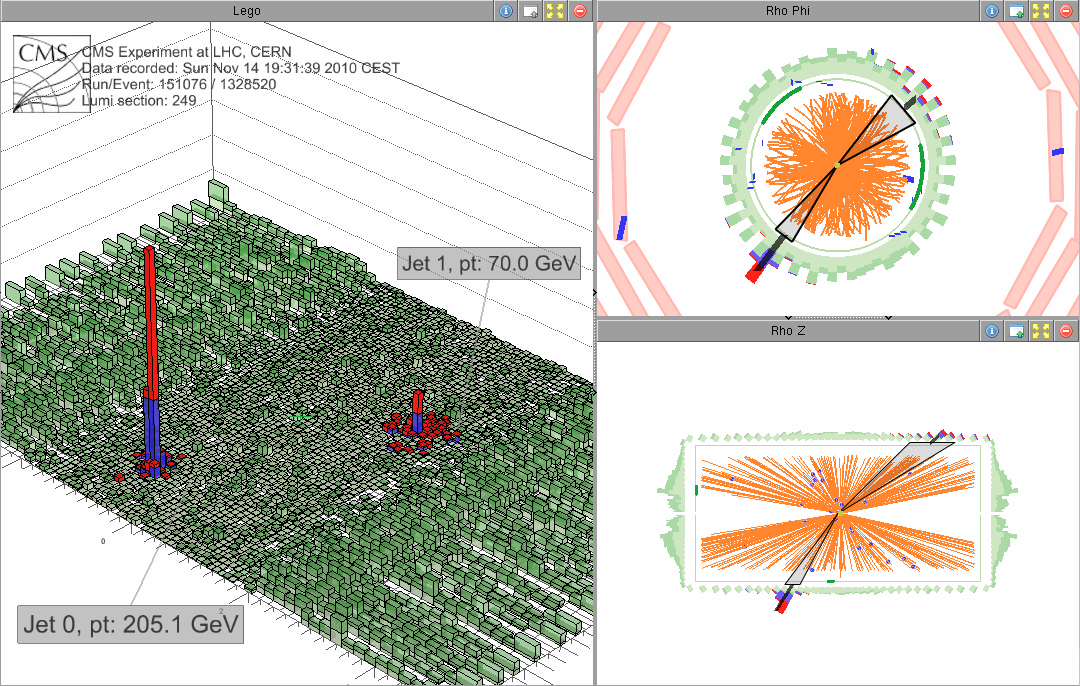 Lego
CMS
CMS Experiment at LHC, CERN
Data recorded: Sun Nov 14 19:31:39 2010 CEST
Run/Event: 151076 / 1328520
Lumi section: 249
Jet 1, pt: 70.0 GeV
0
2
Jet 0, pt: 205.1 GeV
Rho Phi
Rho Z